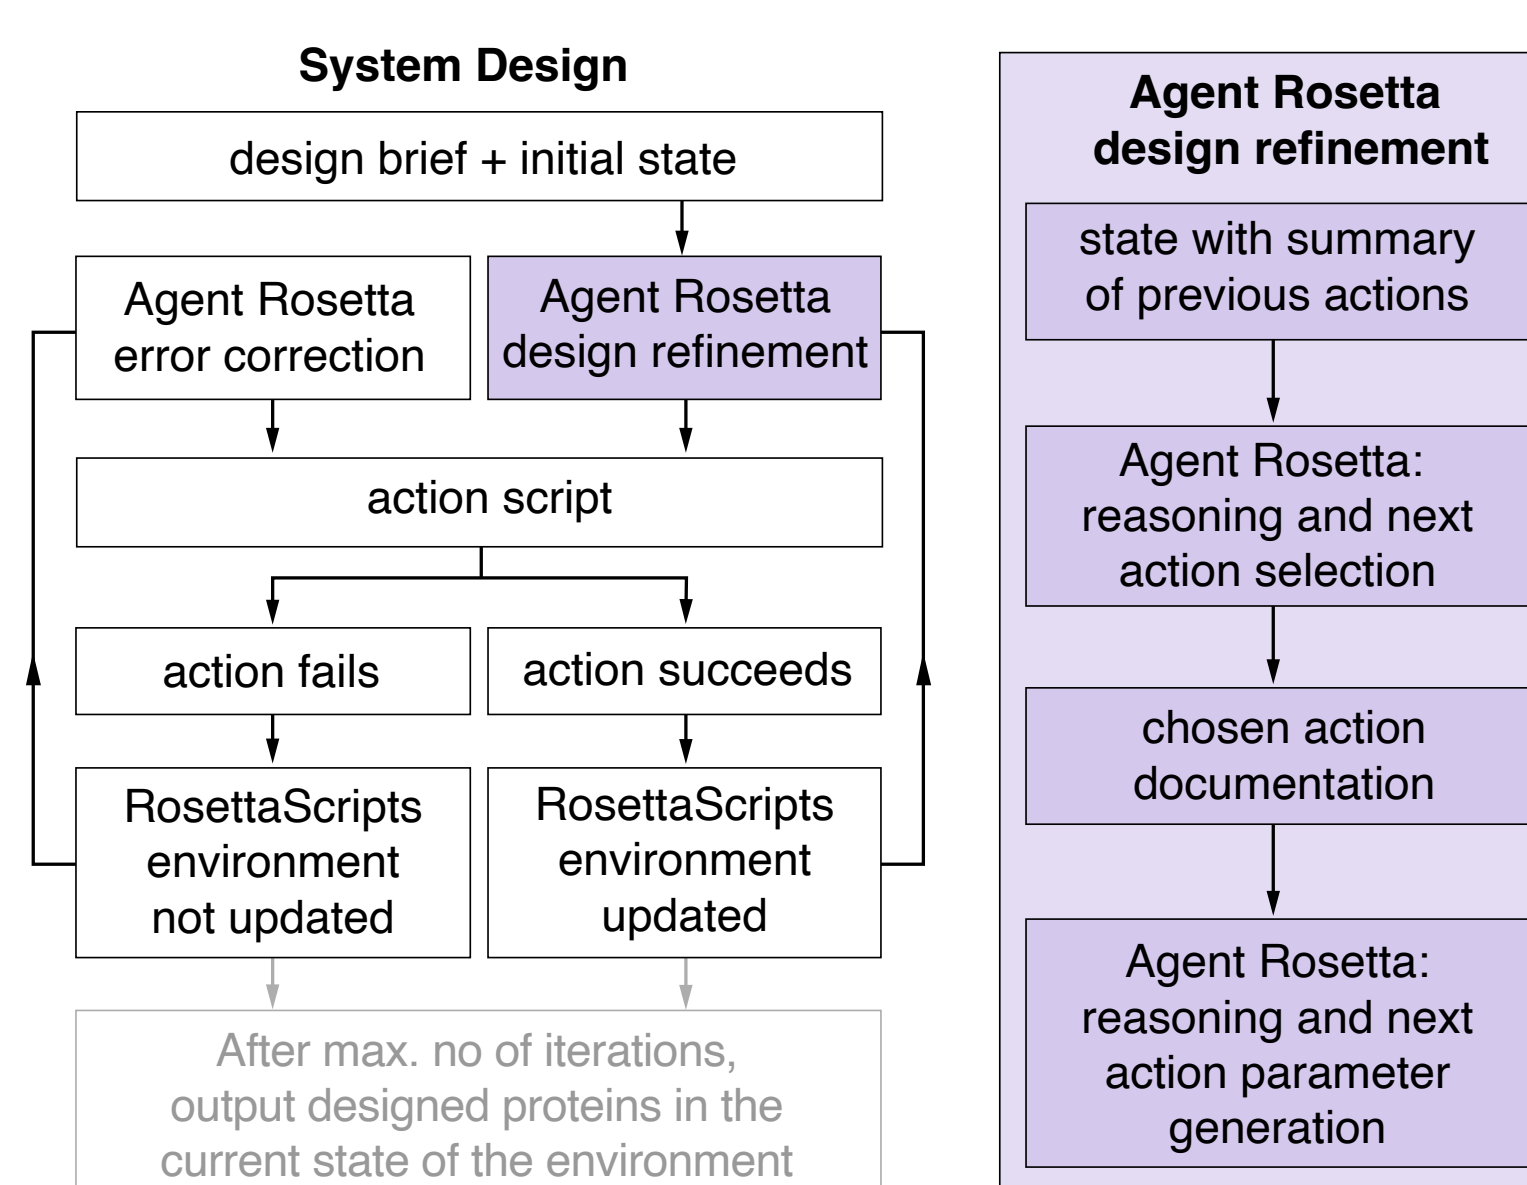 System Design
design brief + initial state
Agent Rosetta
error correction
Agent Rosetta
design refinement
action script
action fails
action succeeds
RosettaScripts
environment
not updated
RosettaScripts
environment
updated
After max. no of iterations,
output designed proteins in the
current state of the environment
Agent Rosetta
design refinement
state with summary
of previous actions
Agent Rosetta:
reasoning and next
action selection
chosen action
documentation
Agent Rosetta:
reasoning and next
action parameter
generation